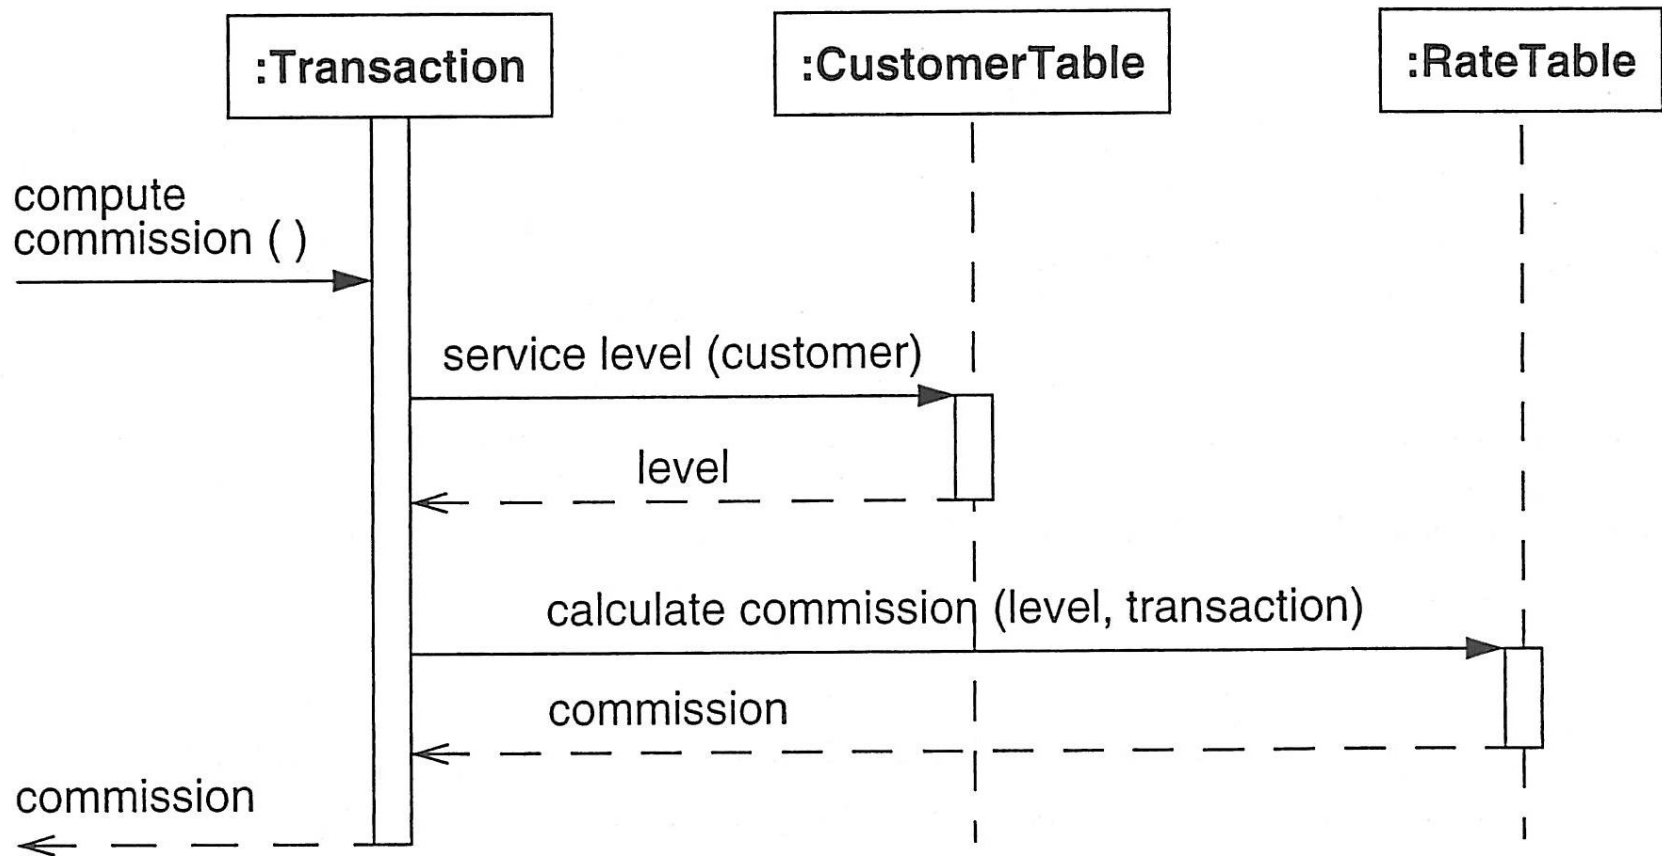 :Transaction
:CustomerTable
:RateTable
compute
commission ( )
service level (customer)
level
calculate commission (level, transaction)
commission
commission